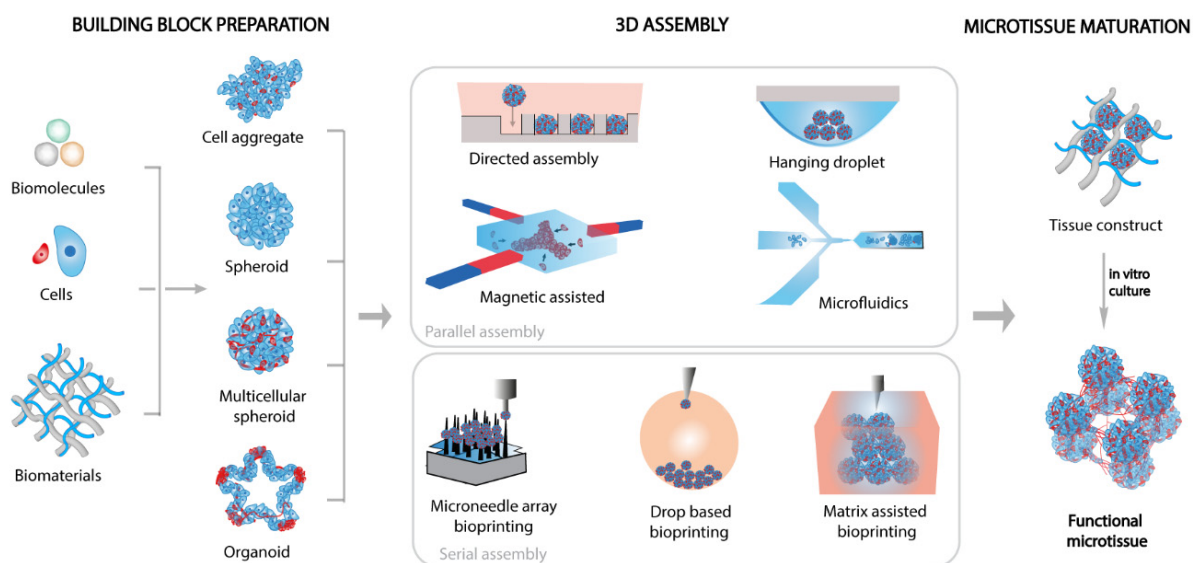 BUILDING BLOCK PREPARATION
3D ASSEMBLY
MICROTISSUE MATURATION
Biomolecules
Cells
Biomaterials
Cell aggregate
Spheroid
Multicellular
spheroid
Organoid
Directed assembly
Hanging droplet
Magnetic assisted
Microfluidics
Parallel assembly
Microneedle array
bioprinting
Drop based
bioprinting
Matrix assisted
bioprinting
Serial assembly
Tissue construct
in vitro
culture
Functional
microtissue